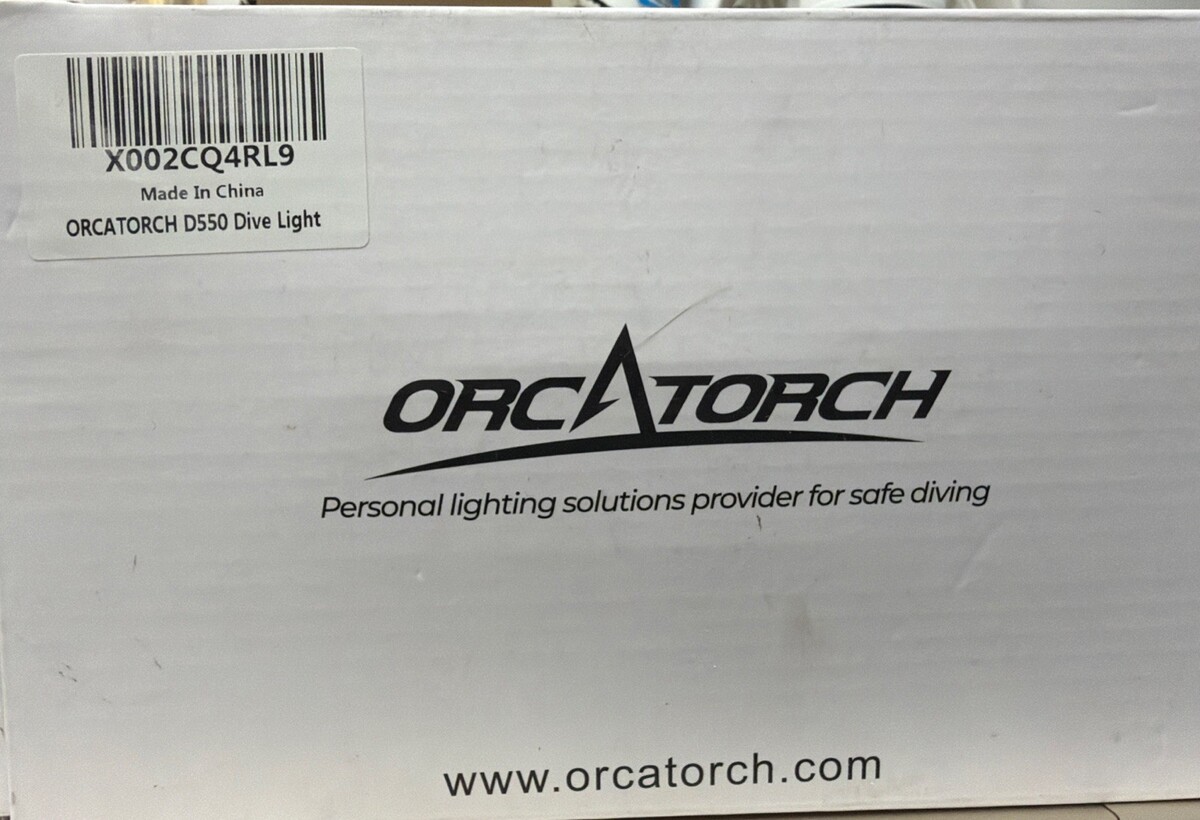 X002CQ4RL9
Made In China
ORCATORCH D550 Dive Light
ORCATORCH
Personal lighting solutions provider for safe diving
www.orcatorch.com